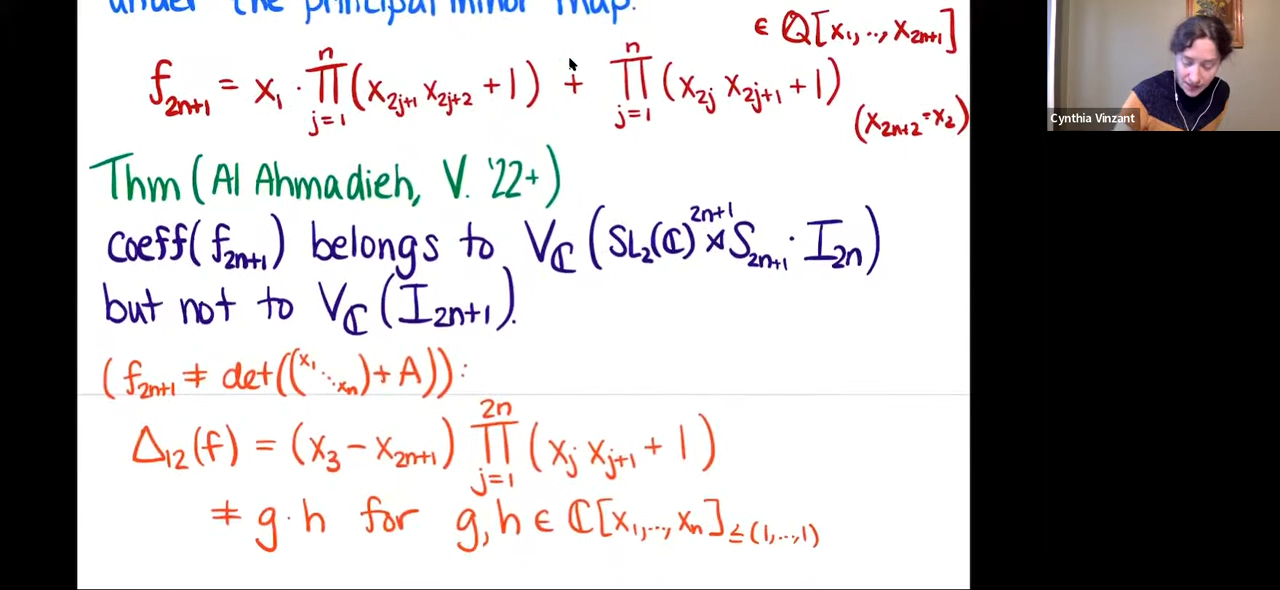 under the principal minor map.
∈ ℚ[x₁,..,x₂ₙ₊₁]
f₂ₙ₊₁ = x₁ · ∏ⱼ₌₁ⁿ (x₂ⱼ₊₁ x₂ⱼ₊₂ + 1) + ∏ⱼ₌₁ⁿ (x₂ⱼ x₂ⱼ₊₁ + 1)
(x₂ₙ₊₂ = x₂)
Cynthia Vinzant
Thm (Al Ahmadieh, V. '22+)
coeff(f₂ₙ₊₁) belongs to V_ℂ (SL₂(ℂ)²ⁿ⁺¹ ⋊ S₂ₙ₊₁ · I₂ₙ)
but not to V_ℂ (I₂ₙ₊₁).
(f₂ₙ₊₁ ≠ det((x₁ ⋱ xₙ) + A)):
Δ₁₂(f) = (x₃ − x₂ₙ₊₁) ∏ⱼ₌₁²ⁿ (xⱼ xⱼ₊₁ + 1)
≠ g · h for g, h ∈ ℂ[x₁,..,xₙ]≤(1,..,1)